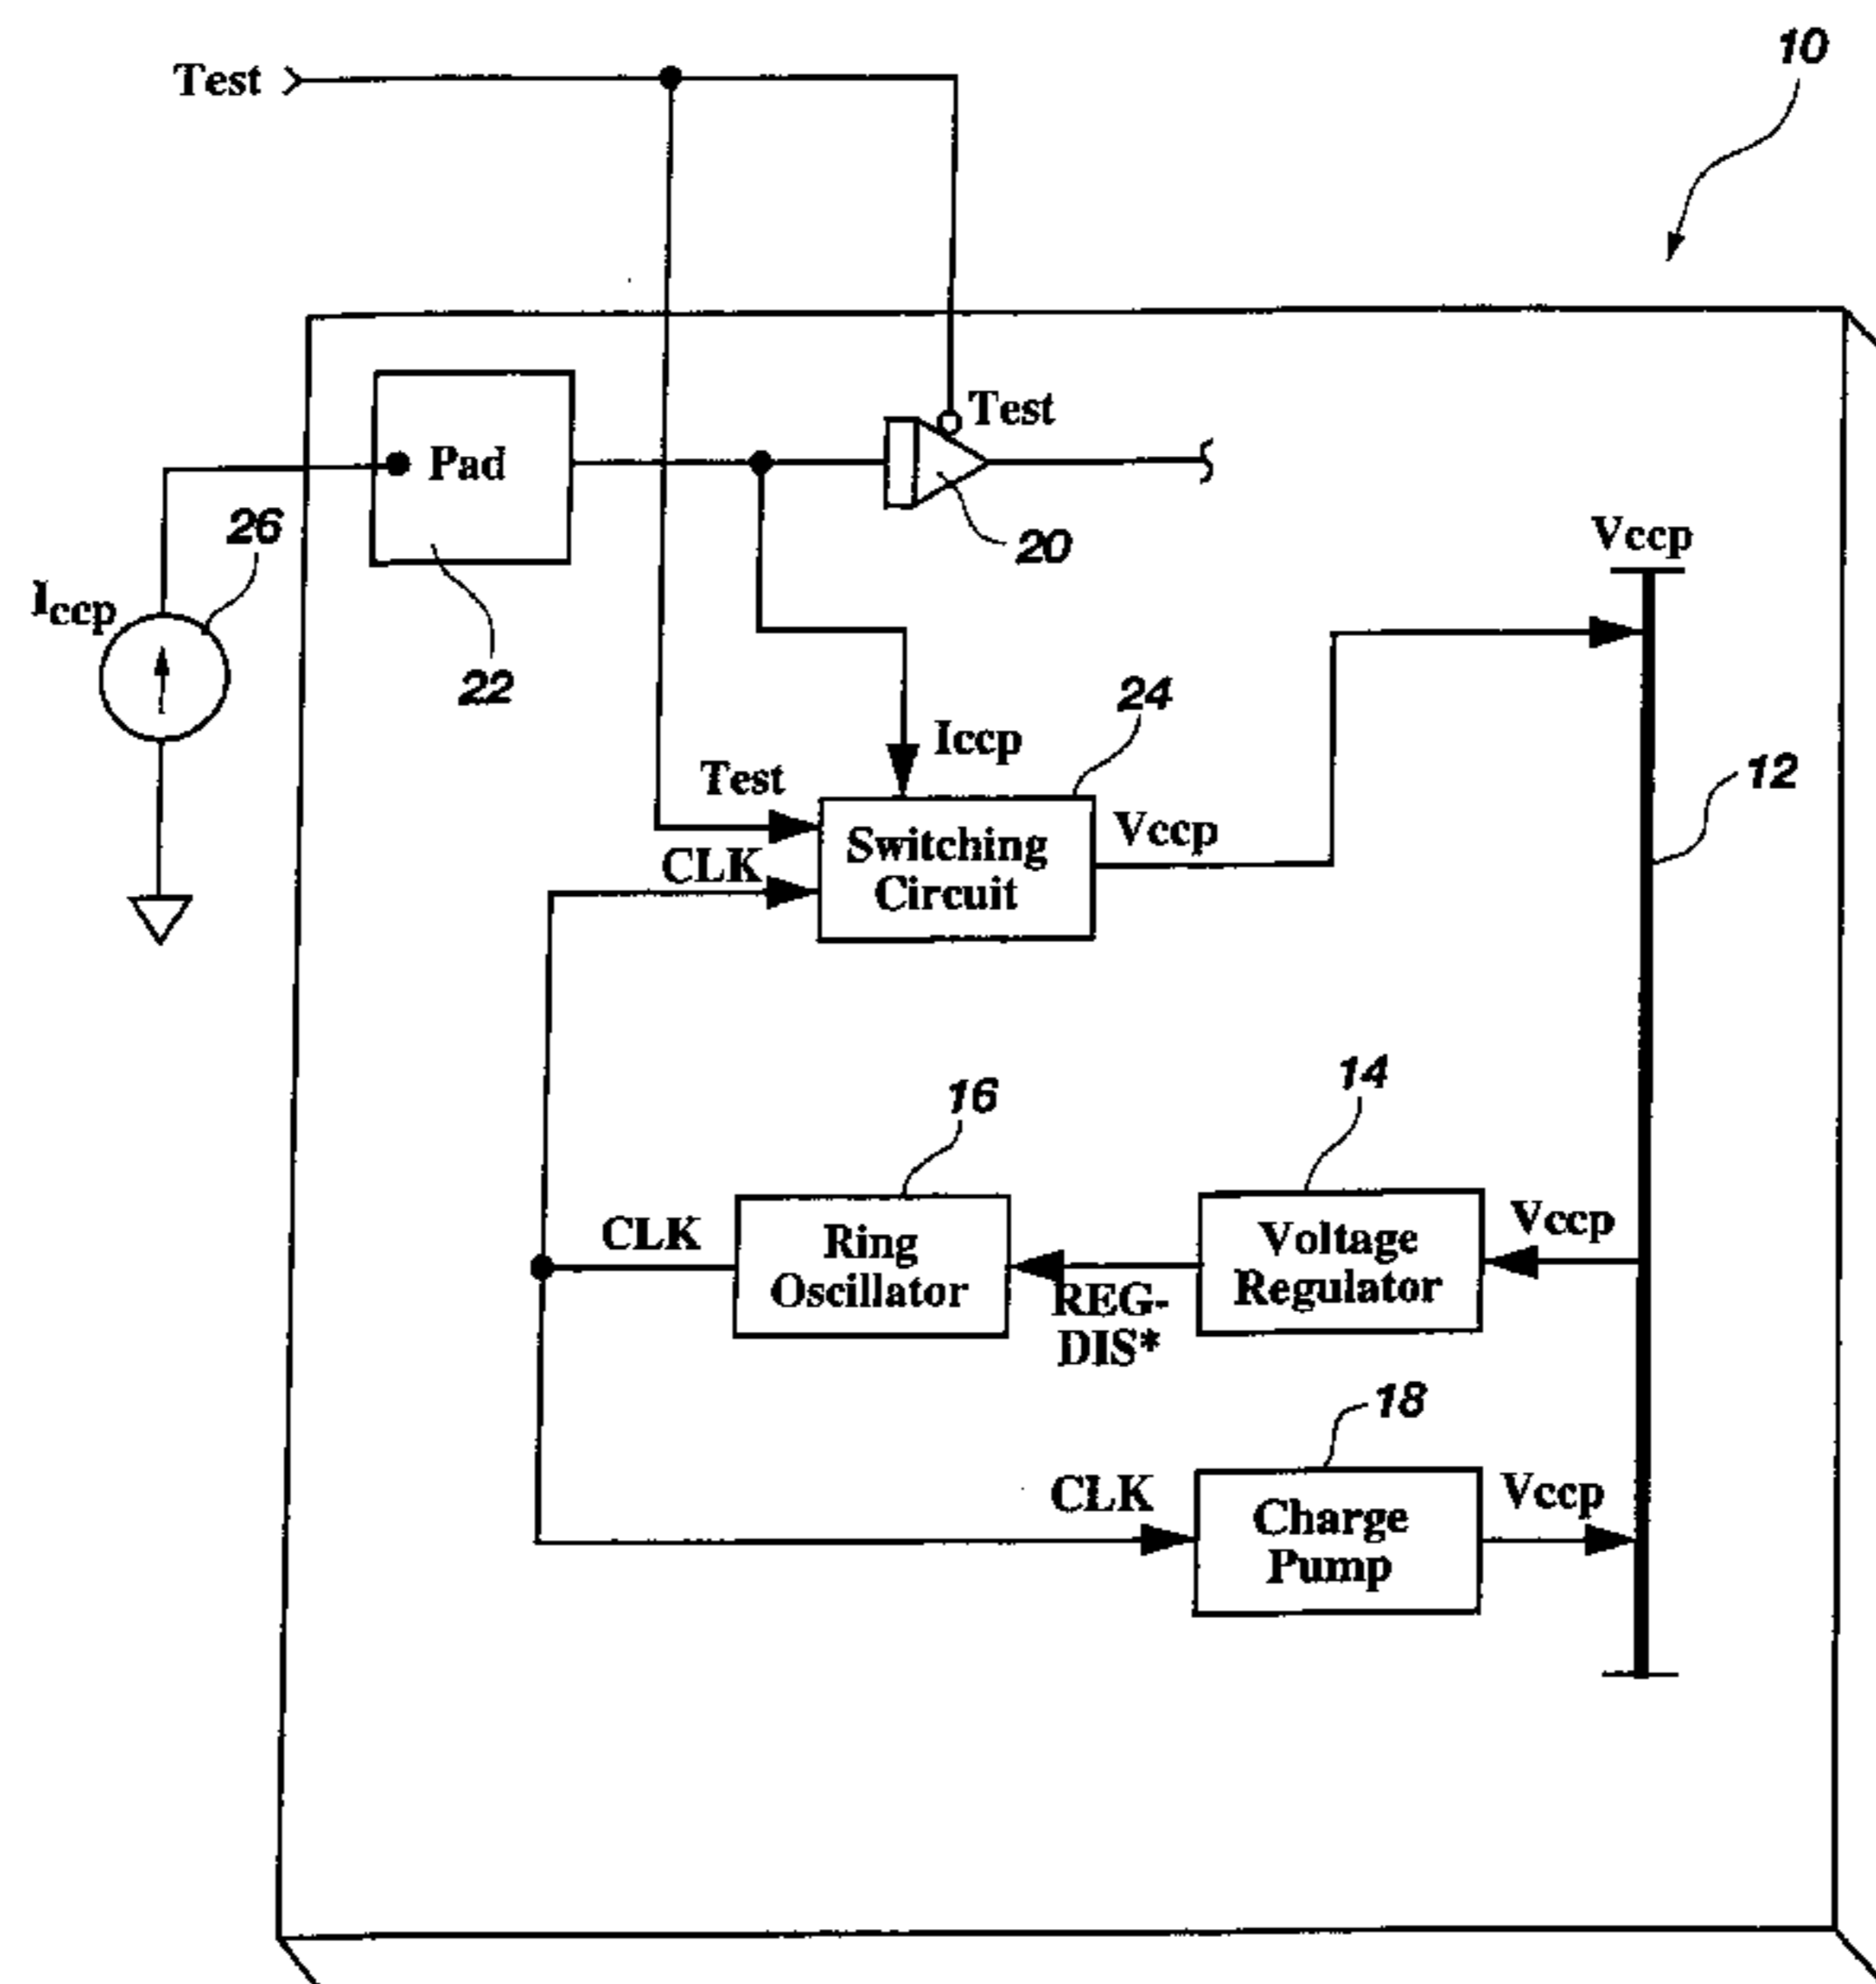 10
Test
Test
Pad
26
20
Vccp
Iccp
22
24
Iccp
12
Test
Vccp
Switching
Circuit
CLK
14
16
Vccp
CLK
Ring
Oscillator
Voltage
Regulator
REG-
DIS*
18
CLK
Vccp
Charge
Pump